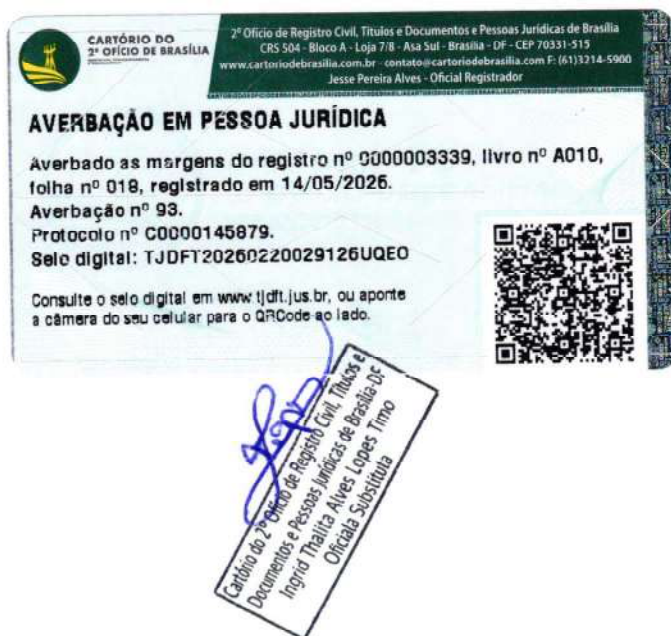 CARTÓRIO DO
2º OFÍCIO DE BRASÍLIA
2º Ofício de Registro Civil, Títulos e Documentos e Pessoas Jurídicas de Brasília
CRS 504 - Bloco A - Loja 7/8 - Asa Sul - Brasília - DF - CEP 70331-515
www.cartoriodebrasilia.com.br - contato@cartoriodebrasilia.com F: (61)3214-5900
Jesse Pereira Alves - Oficial Registrador
AVERBAÇÃO EM PESSOA JURÍDICA
Averbado as margens do registro nº 0000003339, livro nº A010,
folha nº 018, registrado em 14/05/2026.
Averbação nº 93.
Protocolo nº C0000145879.
Selo digital: TJDFT20260220029126UQEO
Consulte o selo digital em www.tjdft.jus.br, ou aponte
a câmera do seu celular para o QRCode ao lado.
Cartório do 2º Ofício de Registro Civil, Títulos e
Documentos e Pessoas Jurídicas de Brasília-DF
Ingrid Thalita Alves Lopes Timo
Oficiala Substituta